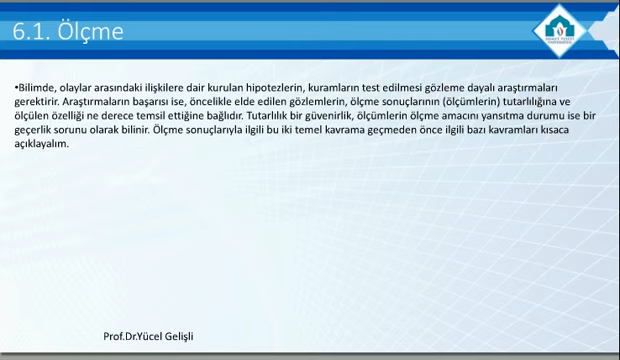 6.1. Ölçme
•Bilimde, olaylar arasındaki ilişkilere dair kurulan hipotezlerin, kuramların test edilmesi gözleme dayalı araştırmaları
gerektirir. Araştırmaların başarısı ise, öncelikle elde edilen gözlemlerin, ölçme sonuçlarının (ölçümlerin) tutarlılığına ve
ölçülen özelliği ne derece temsil ettiğine bağlıdır. Tutarlılık bir güvenirlik, ölçümlerin ölçme amacını yansıtma durumu ise bir
geçerlik sorunu olarak bilinir. Ölçme sonuçlarıyla ilgili bu iki temel kavrama geçmeden önce ilgili bazı kavramları kısaca
açıklayalım.
Prof.Dr.Yücel Gelişli